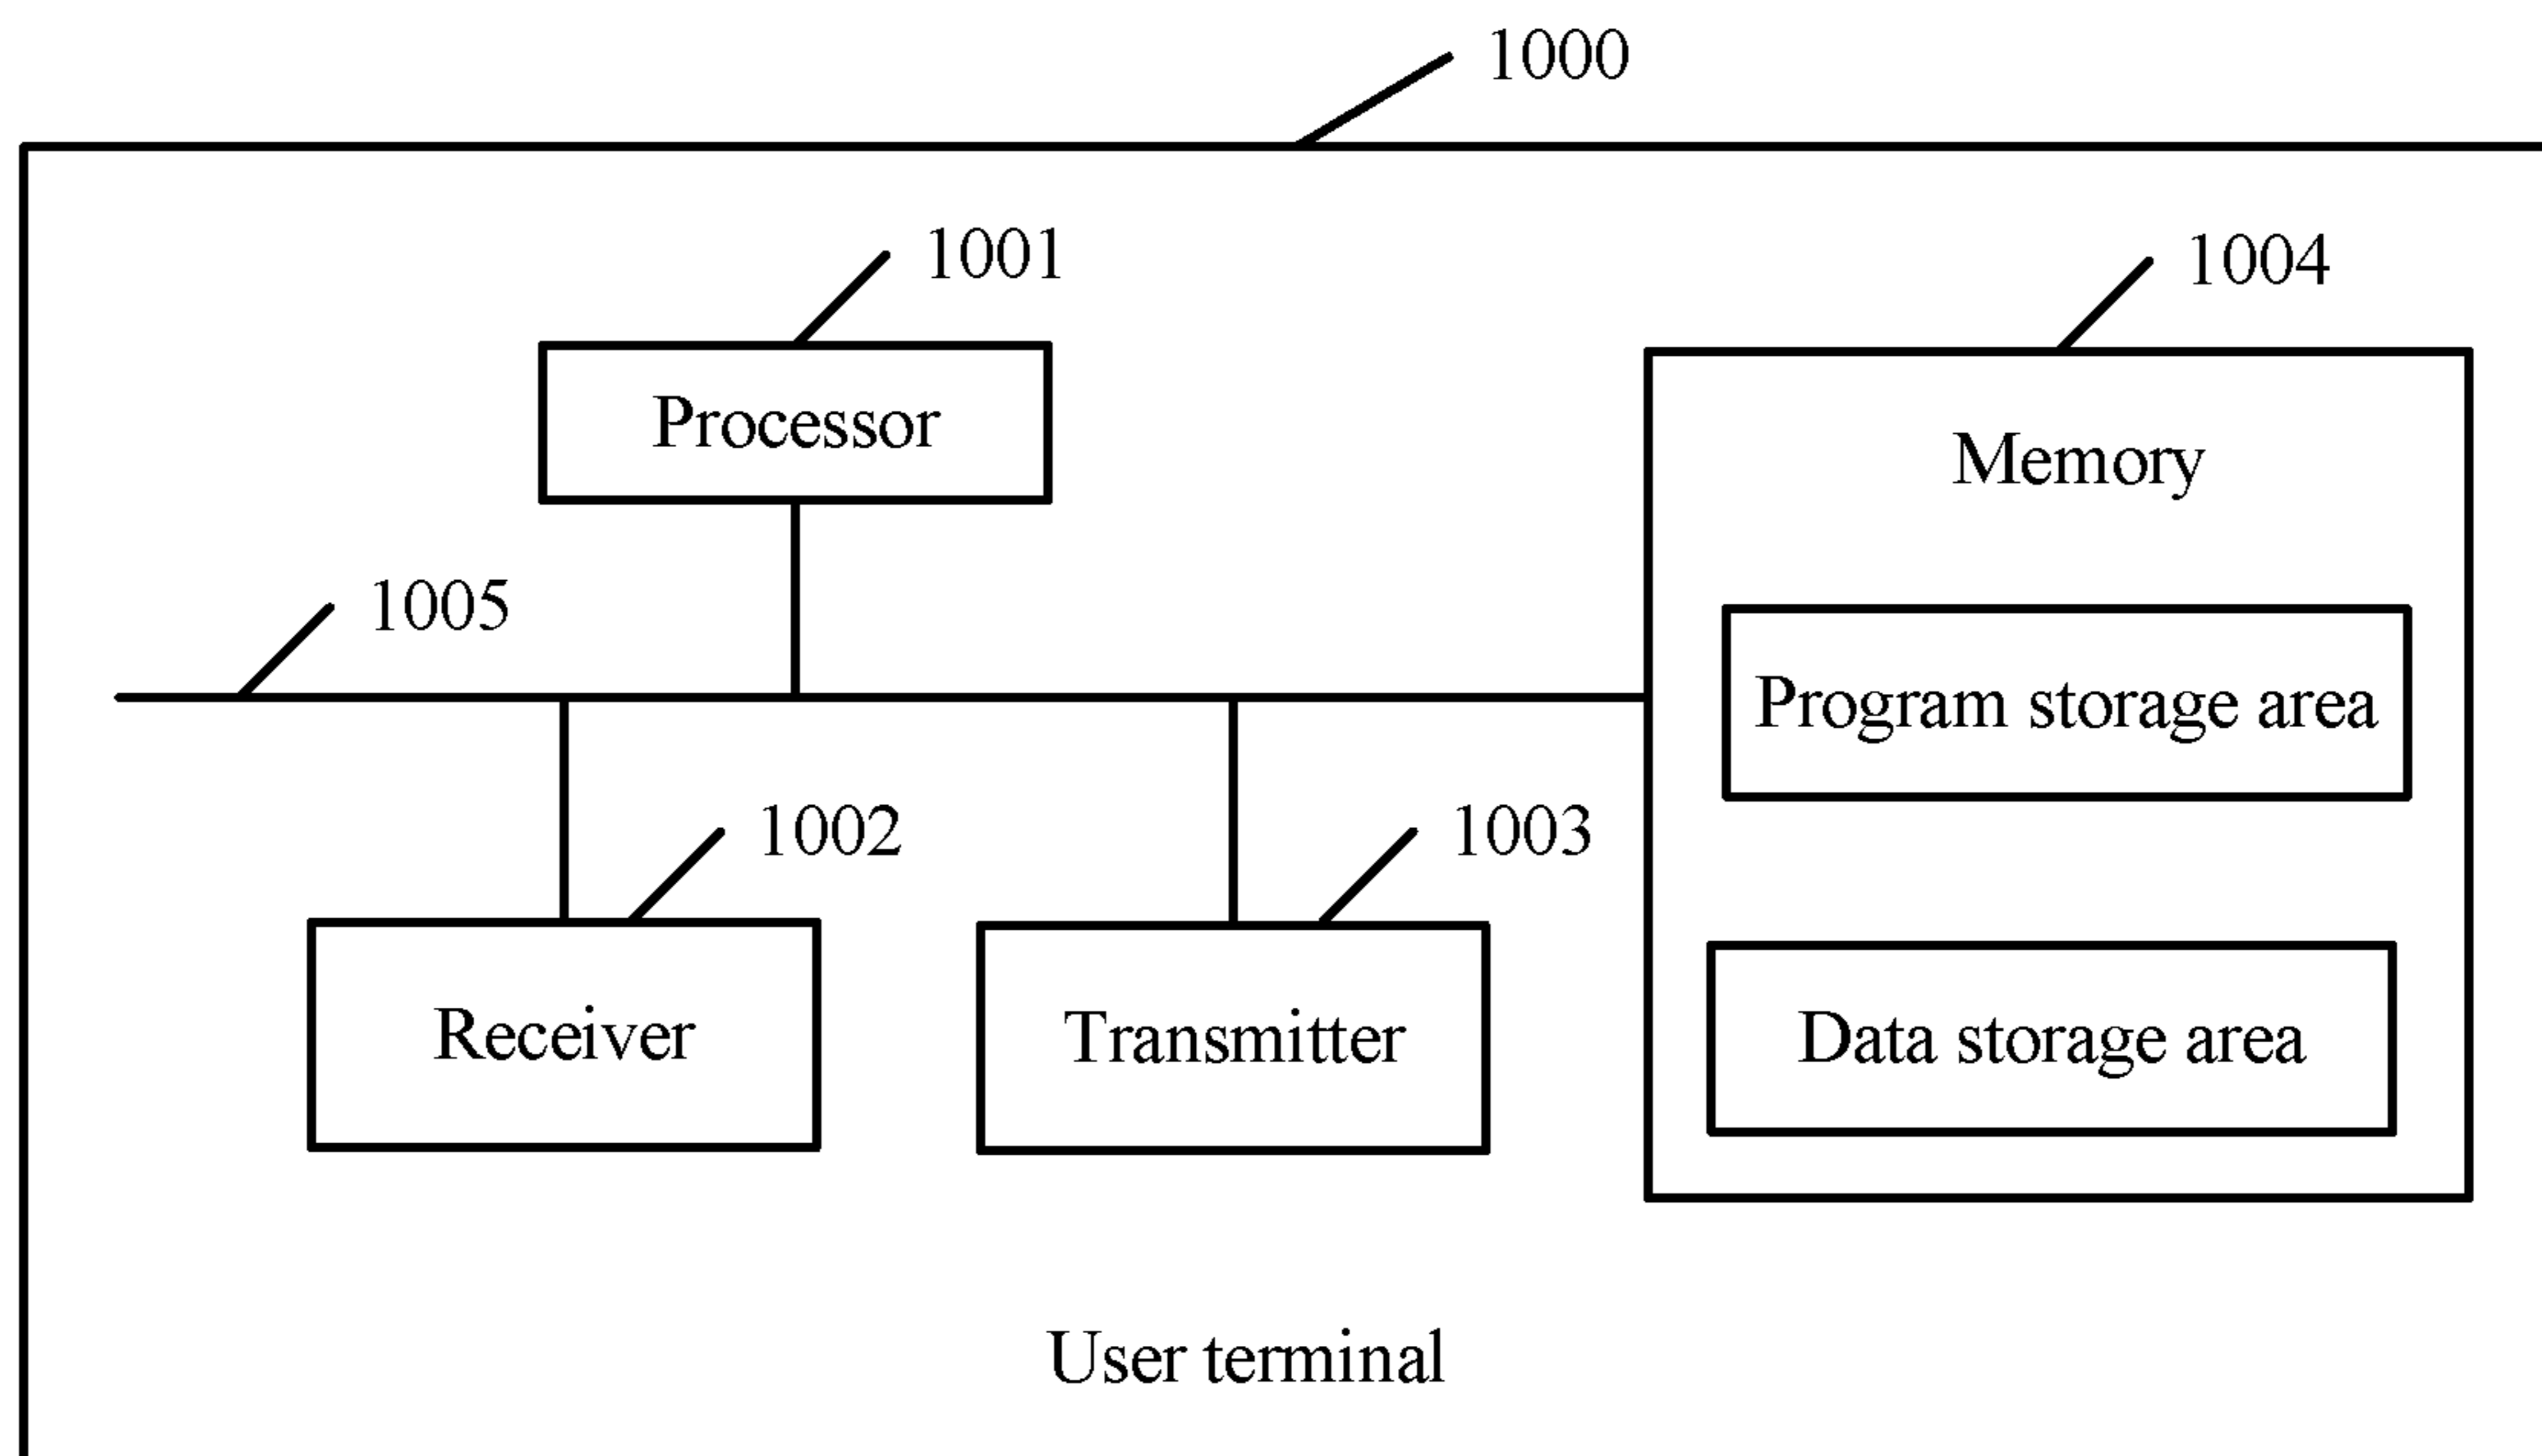 1000
1001
1004
Processor
Memory
1005
Program storage area
1002
1003
Receiver
Transmitter
Data storage area
User terminal